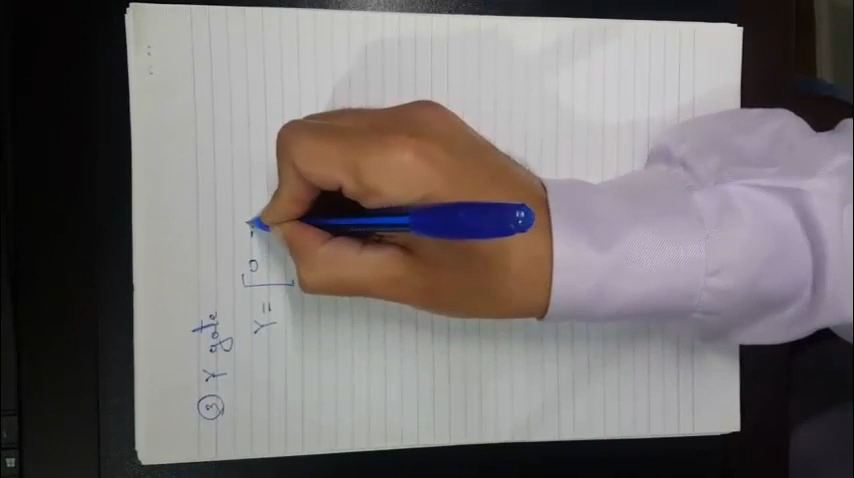 ③ Y gate
Y = [ 0 -